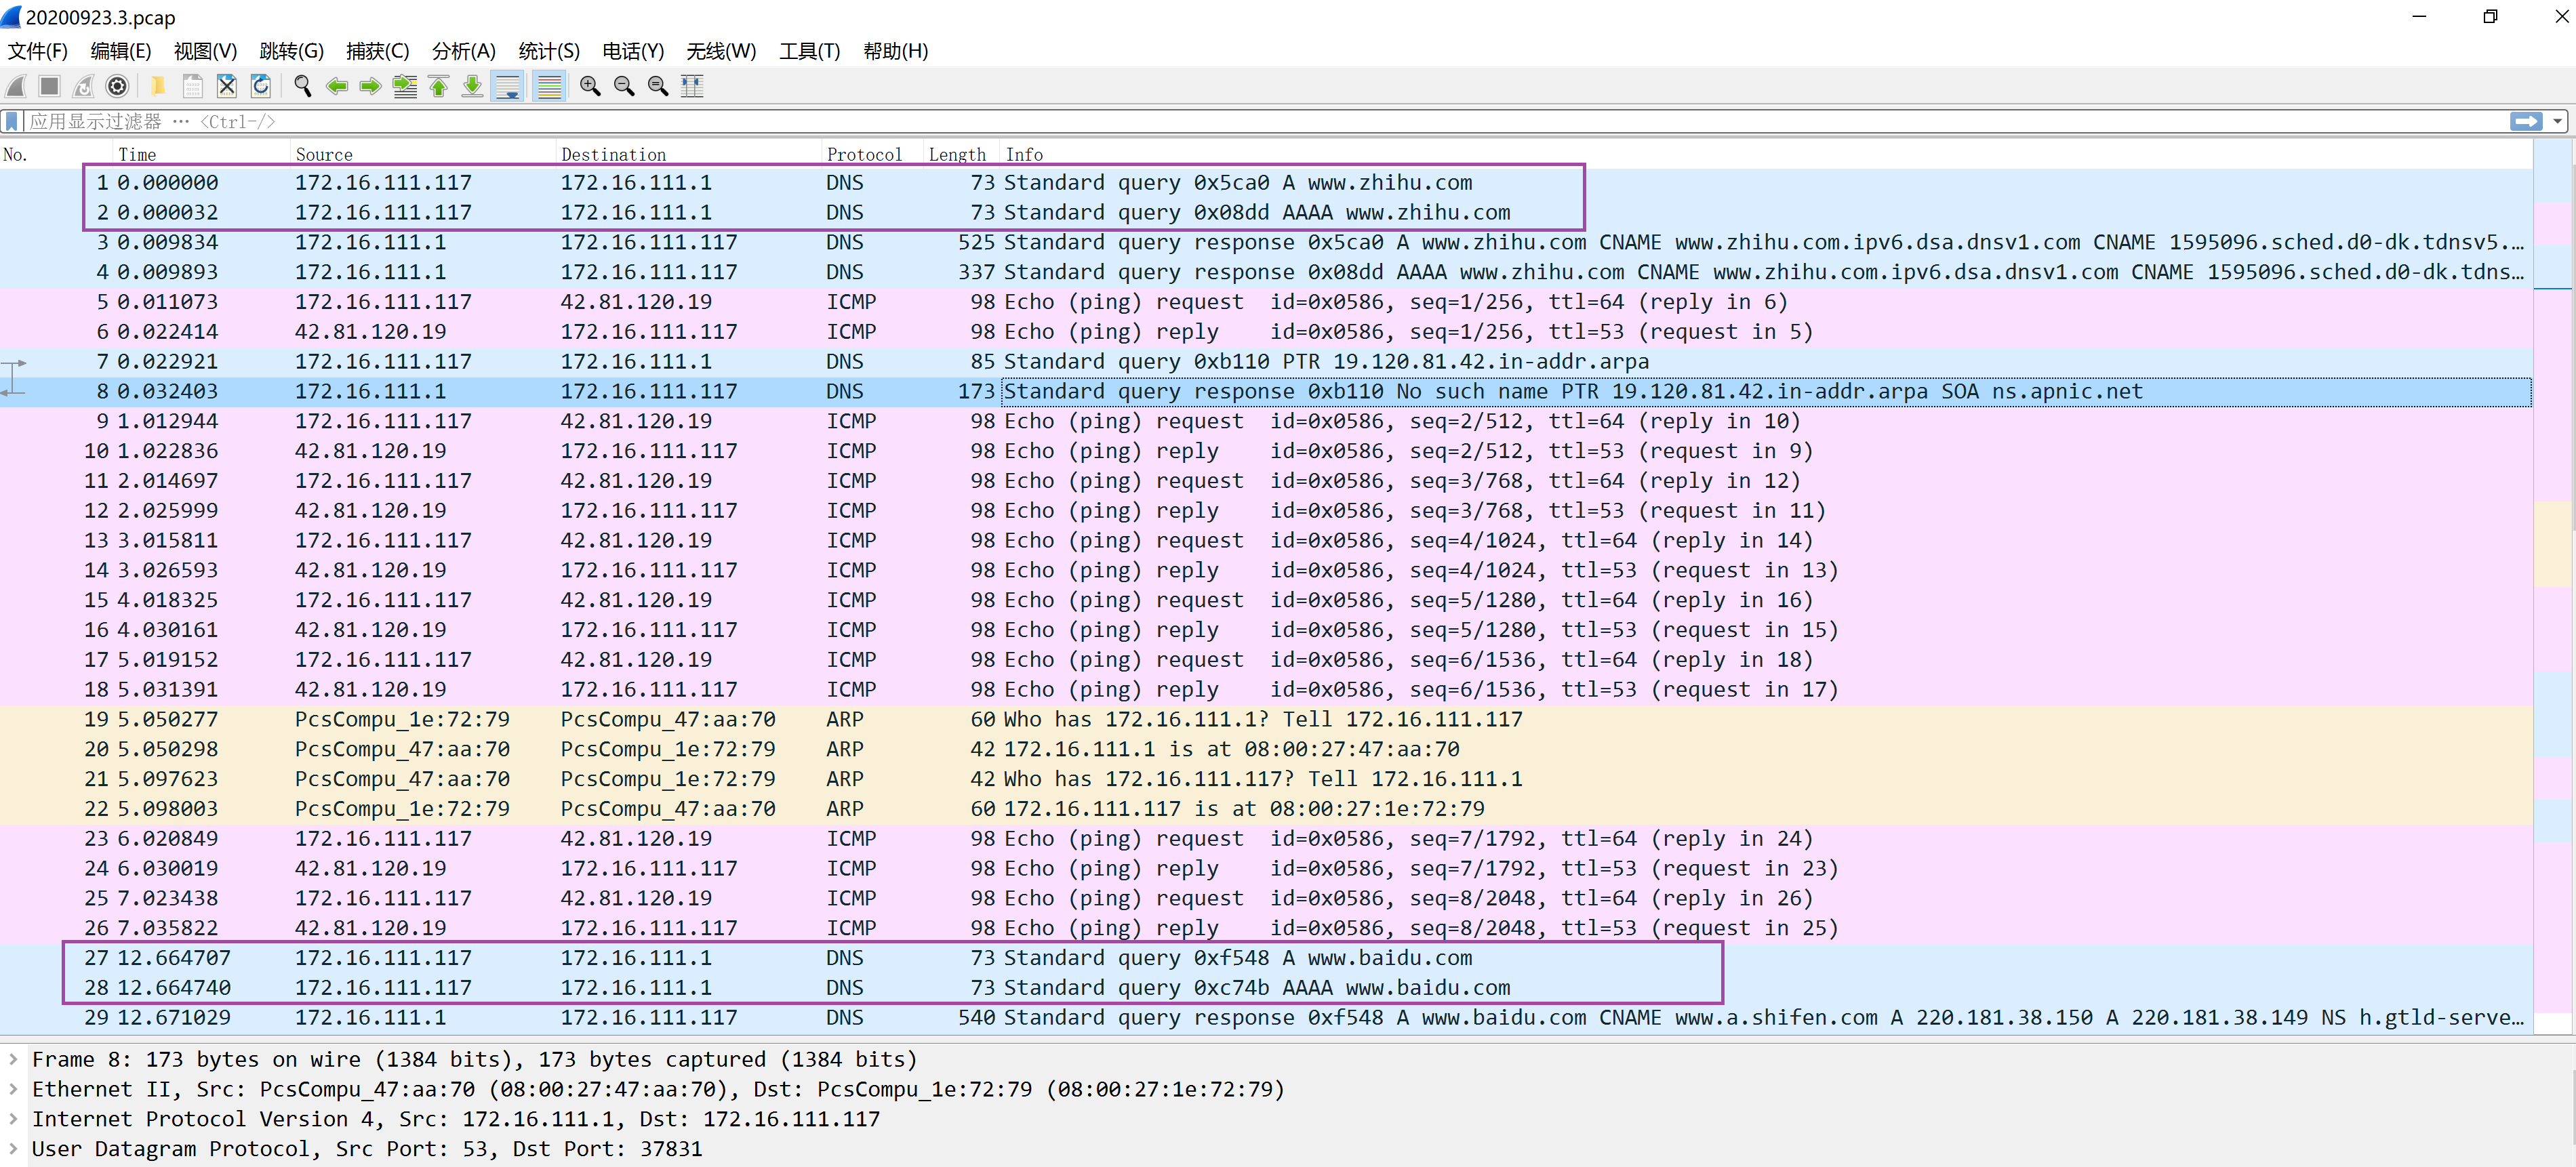 20200923.3.pcap
文件(F) 编辑(E) 视图(V) 跳转(G) 捕获(C) 分析(A) 统计(S) 电话(Y) 无线(W) 工具(T) 帮助(H)
应用显示过滤器 … <Ctrl-/>
No. Time Source Destination Protocol Length Info
1 0.000000 172.16.111.117 172.16.111.1 DNS 73 Standard query 0x5ca0 A www.zhihu.com
2 0.000032 172.16.111.117 172.16.111.1 DNS 73 Standard query 0x08dd AAAA www.zhihu.com
3 0.009834 172.16.111.1 172.16.111.117 DNS 525 Standard query response 0x5ca0 A www.zhihu.com CNAME www.zhihu.com.ipv6.dsa.dnsv1.com CNAME 1595096.sched.d0-dk.tdnsv5.…
4 0.009893 172.16.111.1 172.16.111.117 DNS 337 Standard query response 0x08dd AAAA www.zhihu.com CNAME www.zhihu.com.ipv6.dsa.dnsv1.com CNAME 1595096.sched.d0-dk.tdns…
5 0.011073 172.16.111.117 42.81.120.19 ICMP 98 Echo (ping) request id=0x0586, seq=1/256, ttl=64 (reply in 6)
6 0.022414 42.81.120.19 172.16.111.117 ICMP 98 Echo (ping) reply id=0x0586, seq=1/256, ttl=53 (request in 5)
7 0.022921 172.16.111.117 172.16.111.1 DNS 85 Standard query 0xb110 PTR 19.120.81.42.in-addr.arpa
8 0.032403 172.16.111.1 172.16.111.117 DNS 173 Standard query response 0xb110 No such name PTR 19.120.81.42.in-addr.arpa SOA ns.apnic.net
9 1.012944 172.16.111.117 42.81.120.19 ICMP 98 Echo (ping) request id=0x0586, seq=2/512, ttl=64 (reply in 10)
10 1.022836 42.81.120.19 172.16.111.117 ICMP 98 Echo (ping) reply id=0x0586, seq=2/512, ttl=53 (request in 9)
11 2.014697 172.16.111.117 42.81.120.19 ICMP 98 Echo (ping) request id=0x0586, seq=3/768, ttl=64 (reply in 12)
12 2.025999 42.81.120.19 172.16.111.117 ICMP 98 Echo (ping) reply id=0x0586, seq=3/768, ttl=53 (request in 11)
13 3.015811 172.16.111.117 42.81.120.19 ICMP 98 Echo (ping) request id=0x0586, seq=4/1024, ttl=64 (reply in 14)
14 3.026593 42.81.120.19 172.16.111.117 ICMP 98 Echo (ping) reply id=0x0586, seq=4/1024, ttl=53 (request in 13)
15 4.018325 172.16.111.117 42.81.120.19 ICMP 98 Echo (ping) request id=0x0586, seq=5/1280, ttl=64 (reply in 16)
16 4.030161 42.81.120.19 172.16.111.117 ICMP 98 Echo (ping) reply id=0x0586, seq=5/1280, ttl=53 (request in 15)
17 5.019152 172.16.111.117 42.81.120.19 ICMP 98 Echo (ping) request id=0x0586, seq=6/1536, ttl=64 (reply in 18)
18 5.031391 42.81.120.19 172.16.111.117 ICMP 98 Echo (ping) reply id=0x0586, seq=6/1536, ttl=53 (request in 17)
19 5.050277 PcsCompu_1e:72:79 PcsCompu_47:aa:70 ARP 60 Who has 172.16.111.1? Tell 172.16.111.117
20 5.050298 PcsCompu_47:aa:70 PcsCompu_1e:72:79 ARP 42 172.16.111.1 is at 08:00:27:47:aa:70
21 5.097623 PcsCompu_47:aa:70 PcsCompu_1e:72:79 ARP 42 Who has 172.16.111.117? Tell 172.16.111.1
22 5.098003 PcsCompu_1e:72:79 PcsCompu_47:aa:70 ARP 60 172.16.111.117 is at 08:00:27:1e:72:79
23 6.020849 172.16.111.117 42.81.120.19 ICMP 98 Echo (ping) request id=0x0586, seq=7/1792, ttl=64 (reply in 24)
24 6.030019 42.81.120.19 172.16.111.117 ICMP 98 Echo (ping) reply id=0x0586, seq=7/1792, ttl=53 (request in 23)
25 7.023438 172.16.111.117 42.81.120.19 ICMP 98 Echo (ping) request id=0x0586, seq=8/2048, ttl=64 (reply in 26)
26 7.035822 42.81.120.19 172.16.111.117 ICMP 98 Echo (ping) reply id=0x0586, seq=8/2048, ttl=53 (request in 25)
27 12.664707 172.16.111.117 172.16.111.1 DNS 73 Standard query 0xf548 A www.baidu.com
28 12.664740 172.16.111.117 172.16.111.1 DNS 73 Standard query 0xc74b AAAA www.baidu.com
29 12.671029 172.16.111.1 172.16.111.117 DNS 540 Standard query response 0xf548 A www.baidu.com CNAME www.a.shifen.com A 220.181.38.150 A 220.181.38.149 NS h.gtld-serve…
Frame 8: 173 bytes on wire (1384 bits), 173 bytes captured (1384 bits)
Ethernet II, Src: PcsCompu_47:aa:70 (08:00:27:47:aa:70), Dst: PcsCompu_1e:72:79 (08:00:27:1e:72:79)
Internet Protocol Version 4, Src: 172.16.111.1, Dst: 172.16.111.117
User Datagram Protocol, Src Port: 53, Dst Port: 37831